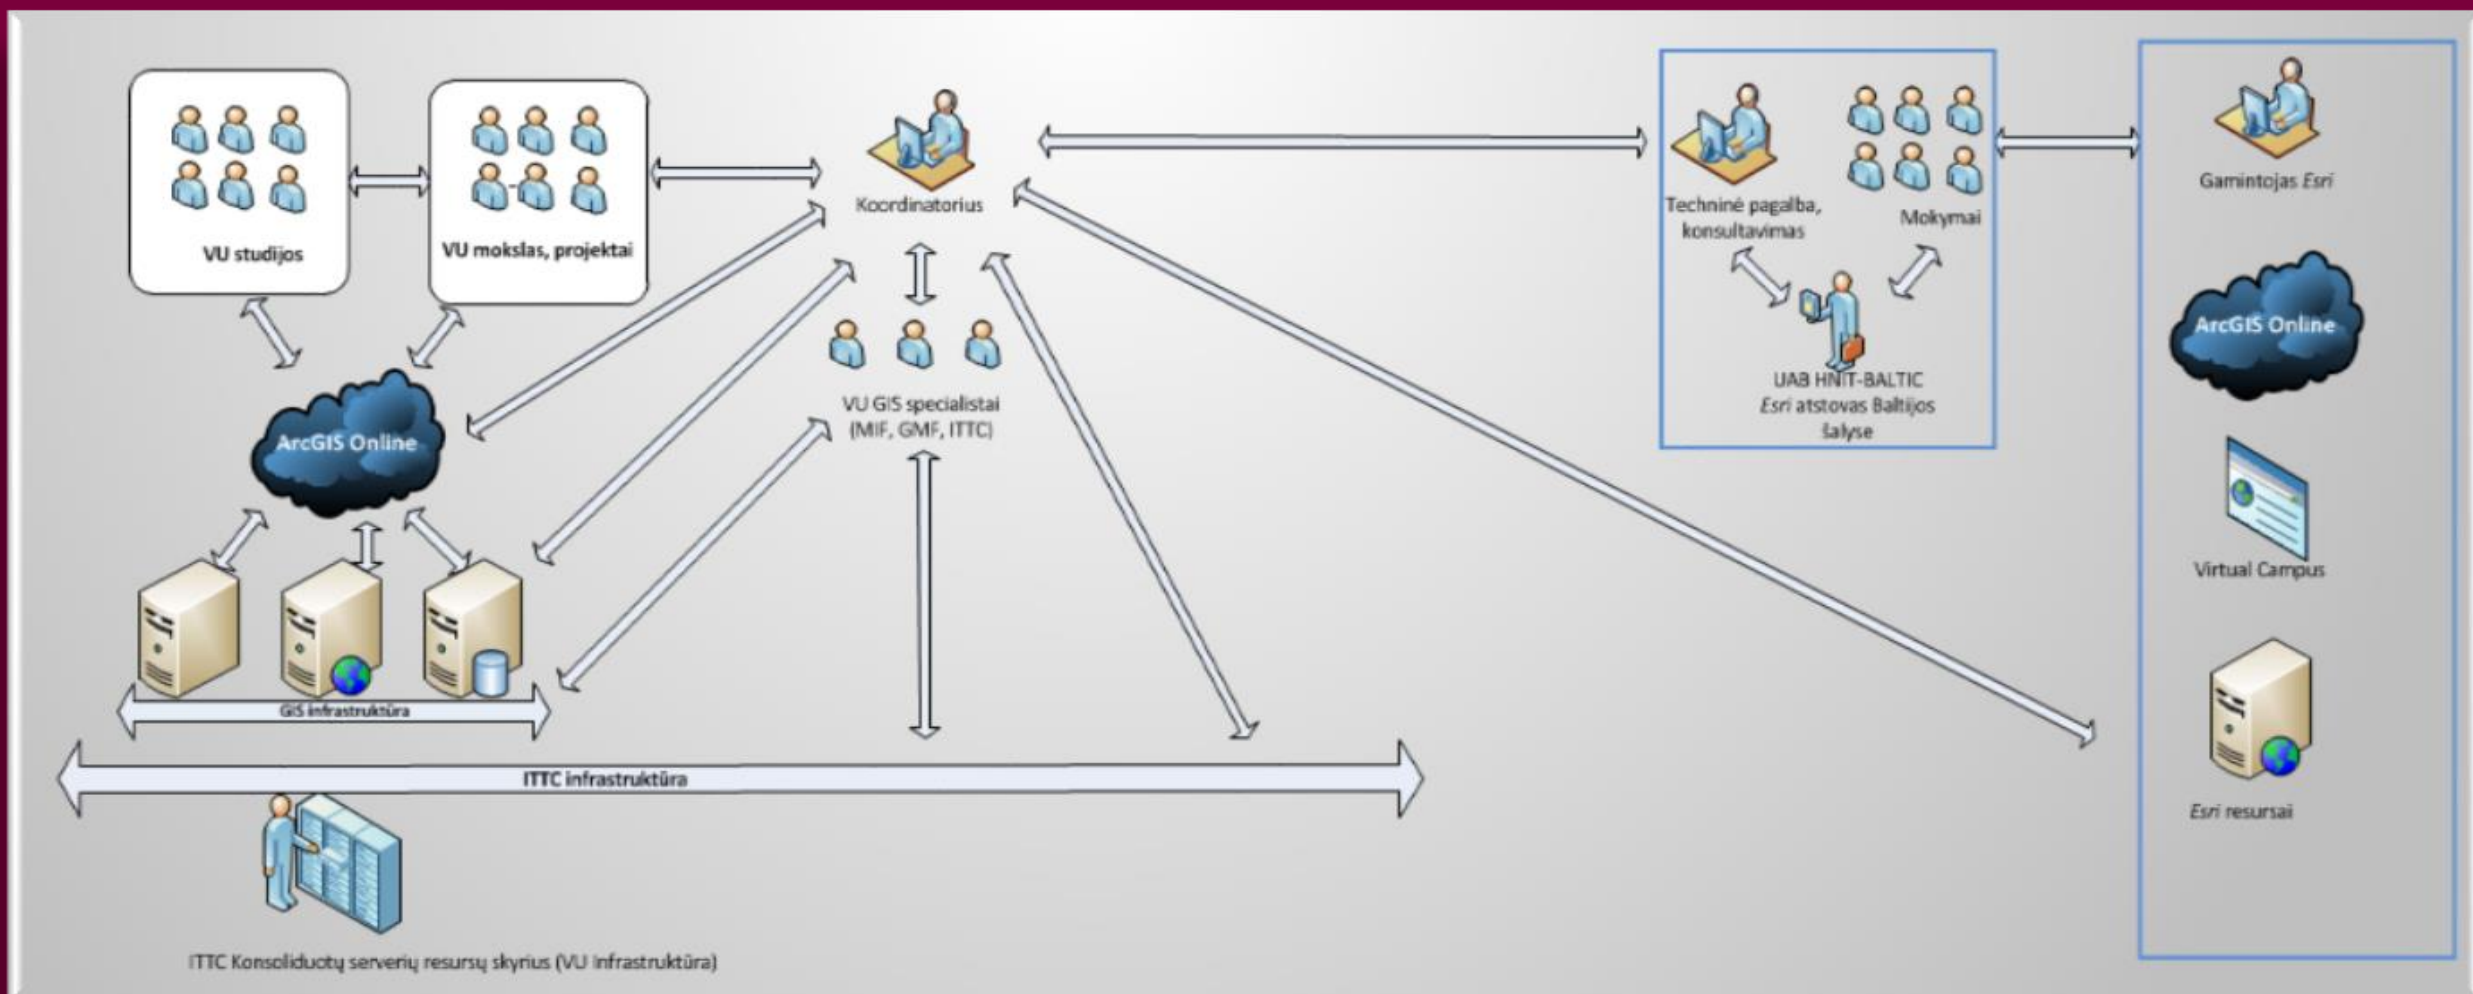 VU studijos
VU mokslas, projektai
Koordinatorius
Techninė pagalba,
konsultavimas
Mokymai
Gamintojas Esri
ArcGIS Online
UAB HNIT-BALTIC
Esri atstovas Baltijos
šalyse
VU GIS specialistai
(MIF, GMF, ITTC)
ArcGIS Online
Virtual Campus
GIS infrastruktūra
ITTC infrastruktūra
Esri resursai
ITTC Konsoliduotų serverių resursų skyrius (VU Infrastruktūra)